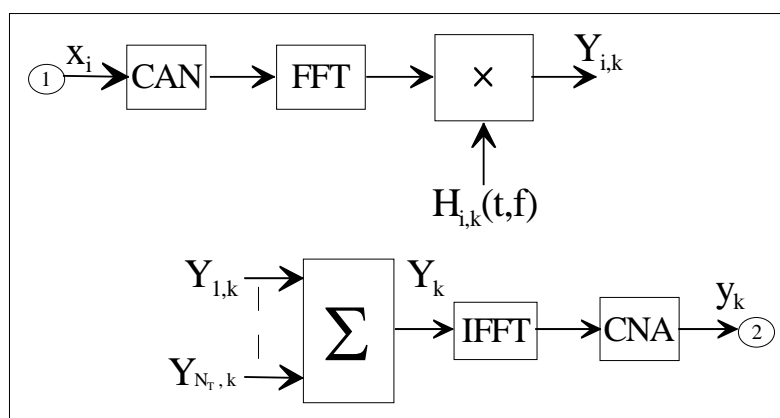 1 x_i CAN FFT × Y_{i,k}
H_{i,k}(t,f)
Y_{1,k}
Y_{N_T,k}
Σ Y_k IFFT CNA y_k 2